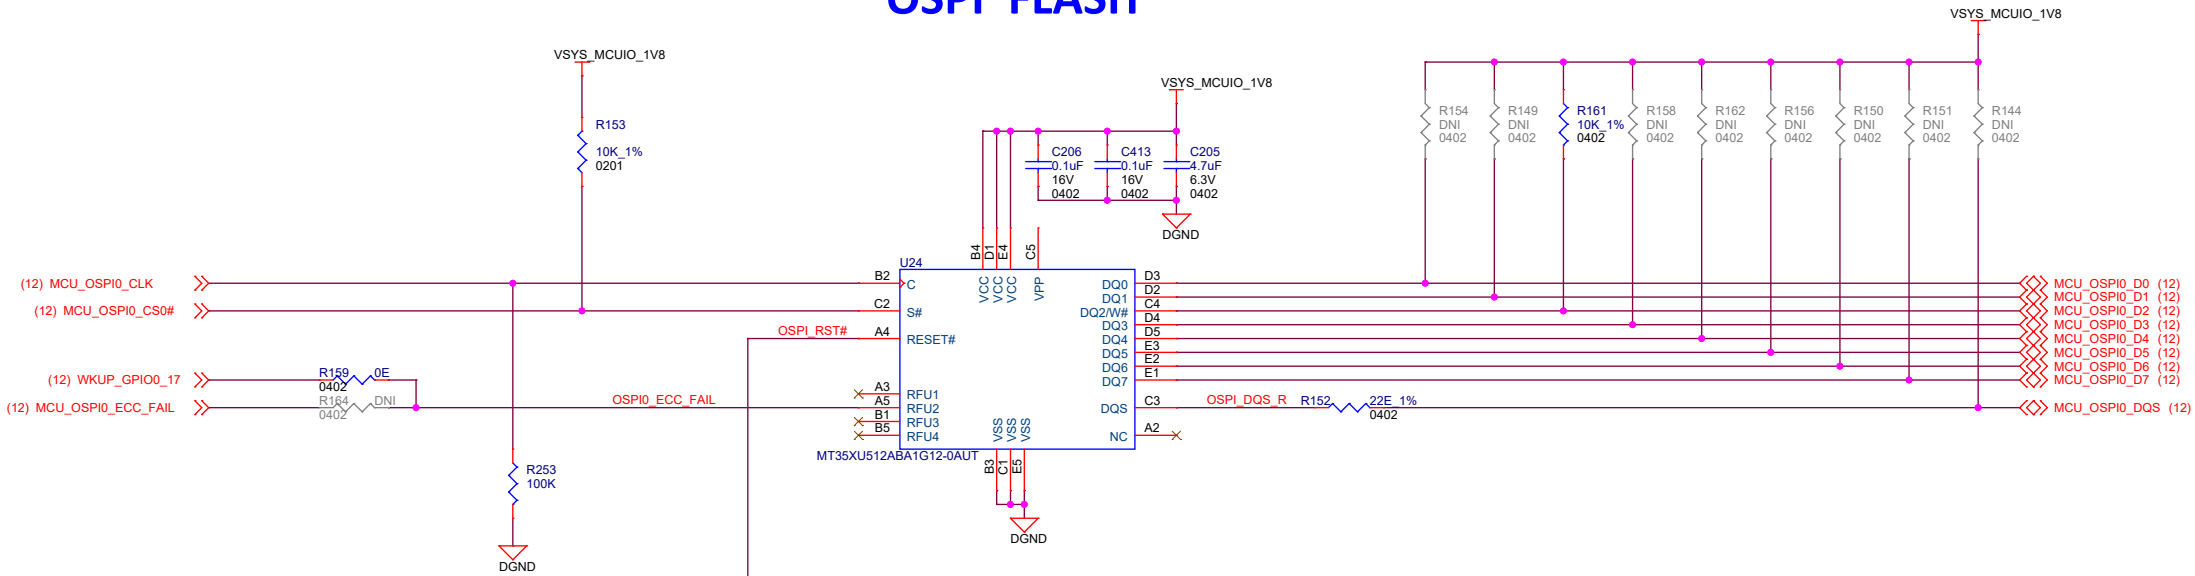 OSPI FLASH
VSYS_MCUIO_1V8
VSYS_MCUIO_1V8
VSYS_MCUIO_1V8
R153
10K_1%
0201
C206
0.1uF
16V
0402
C413
0.1uF
16V
0402
C205
4.7uF
6.3V
0402
DGND
R154
DNI
0402
R149
DNI
0402
R161
10K_1%
0402
R158
DNI
0402
R162
DNI
0402
R156
DNI
0402
R150
DNI
0402
R151
DNI
0402
R144
DNI
0402
(12) MCU_OSPI0_CLK
(12) MCU_OSPI0_CS0#
(12) WKUP_GPIO0_17
(12) MCU_OSPI0_ECC_FAIL
R159 0E
0402
R164 DNI
0402
OSPI_RST#
OSPI0_ECC_FAIL
R253
100K
DGND
U24
B4 D1 E4 C5
VCC VCC VCC VPP
B2 C
C2 S#
A4 RESET#
A3 RFU1
A5 RFU2
B1 RFU3
B5 RFU4
DQ0 D3
DQ1 D2
DQ2/W# C4
DQ3 D4
DQ4 D5
DQ5 E3
DQ6 E2
DQ7 E1
DQS C3
NC A2
VSS VSS VSS
B3 C1 E5
MT35XU512ABA1G12-0AUT
DGND
OSPI_DQS_R
R152 22E_1%
0402
MCU_OSPI0_D0 (12)
MCU_OSPI0_D1 (12)
MCU_OSPI0_D2 (12)
MCU_OSPI0_D3 (12)
MCU_OSPI0_D4 (12)
MCU_OSPI0_D5 (12)
MCU_OSPI0_D6 (12)
MCU_OSPI0_D7 (12)
MCU_OSPI0_DQS (12)